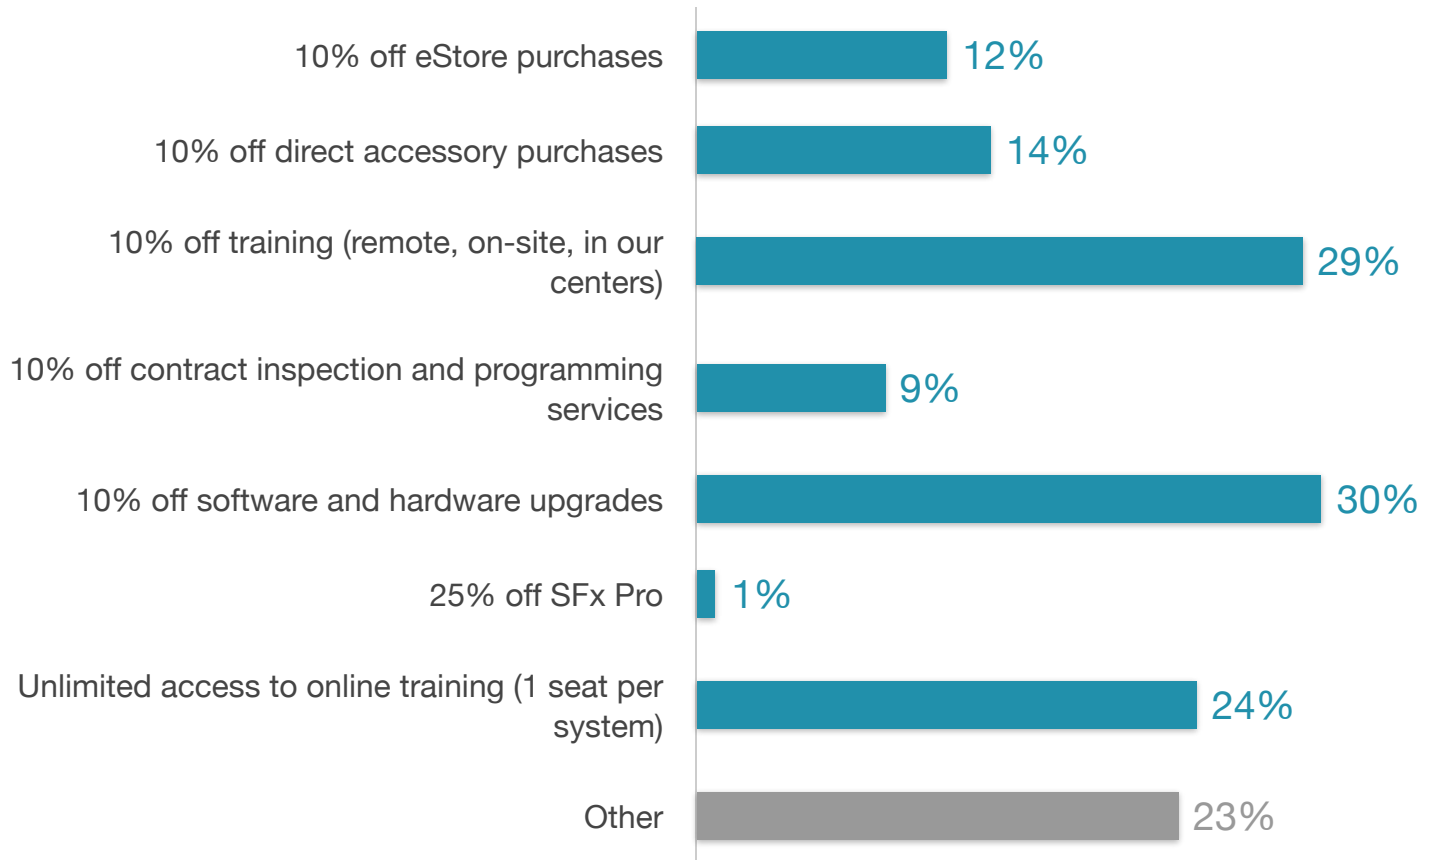 10% off eStore purchases
12%
10% off direct accessory purchases
14%
10% off training (remote, on-site, in our
centers)
29%
10% off contract inspection and programming
services
9%
10% off software and hardware upgrades
30%
25% off SFx Pro
1%
Unlimited access to online training (1 seat per
system)
24%
Other
23%